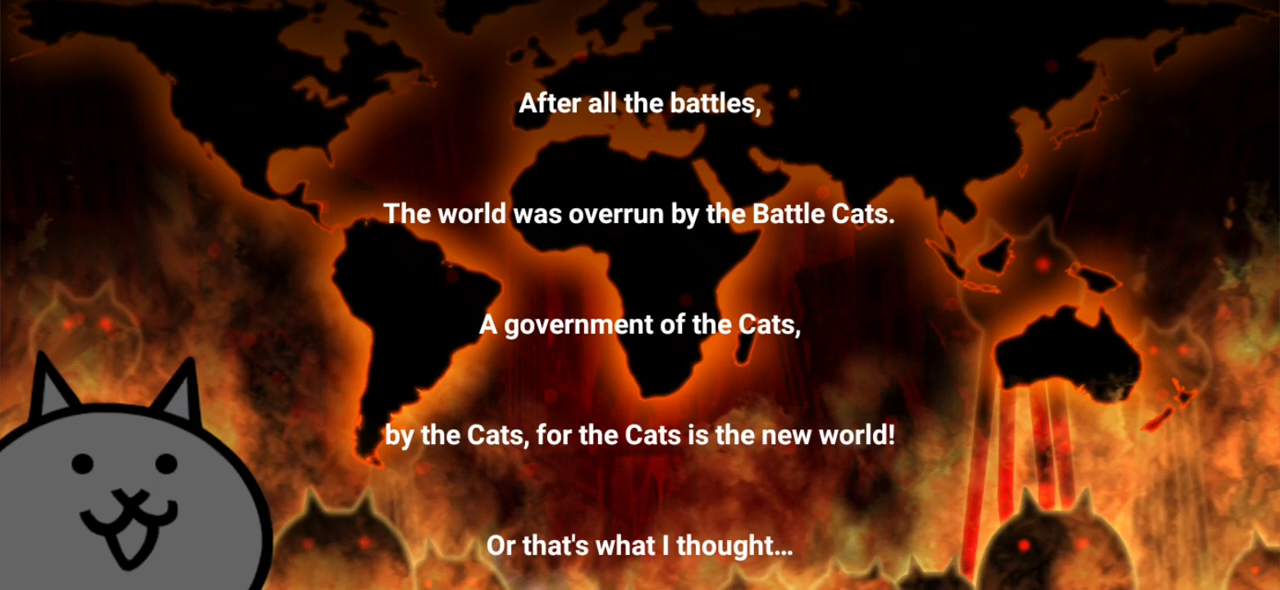 After all the battles,
The world was overrun by the Battle Cats.
A government of the Cats,
by the Cats, for the Cats is the new world!
Or that's what I thought...